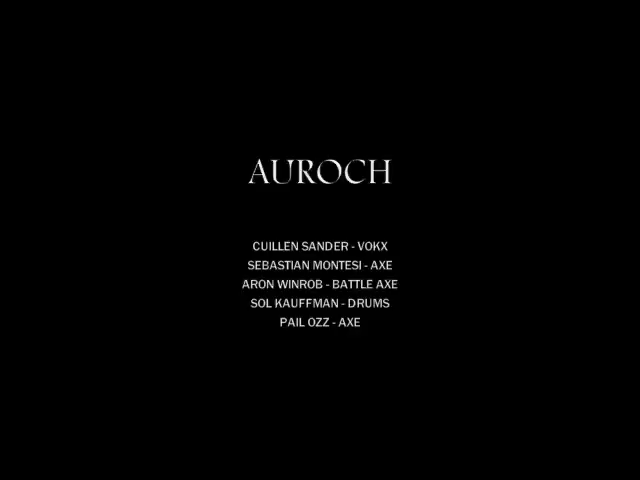 AUROCH
CUILLEN SANDER - VOKX
SEBASTIAN MONTESI - AXE
ARON WINROB - BATTLE AXE
SOL KAUFFMAN - DRUMS
PAIL OZZ - AXE